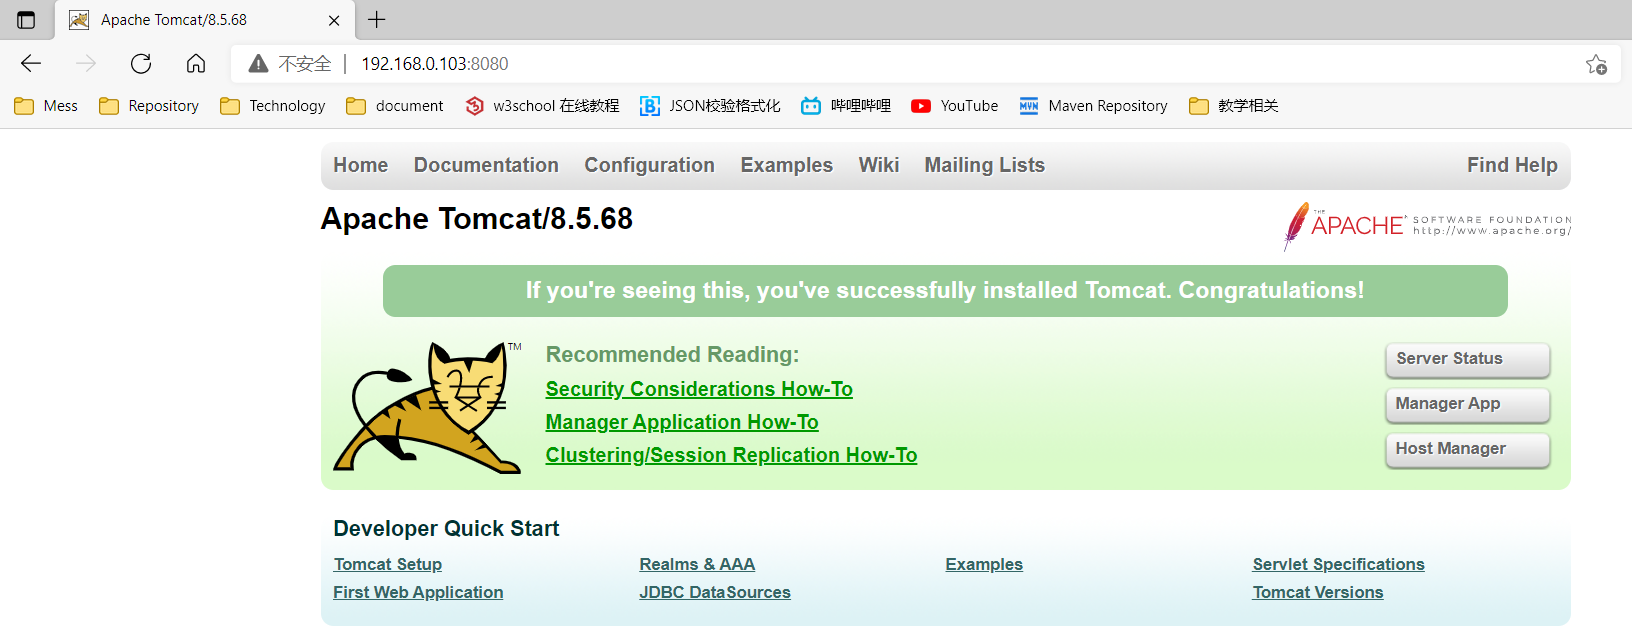 Apache Tomcat/8.5.68
不安全 192.168.0.103:8080
Mess Repository Technology document w3school 在线教程 JSON校验格式化 哔哩哔哩 YouTube Maven Repository 教学相关
Home Documentation Configuration Examples Wiki Mailing Lists Find Help
Apache Tomcat/8.5.68
THE APACHE SOFTWARE FOUNDATION
http://www.apache.org/
If you're seeing this, you've successfully installed Tomcat. Congratulations!
TM
Recommended Reading:
Security Considerations How-To
Manager Application How-To
Clustering/Session Replication How-To
Server Status
Manager App
Host Manager
Developer Quick Start
Tomcat Setup Realms & AAA Examples Servlet Specifications
First Web Application JDBC DataSources Tomcat Versions